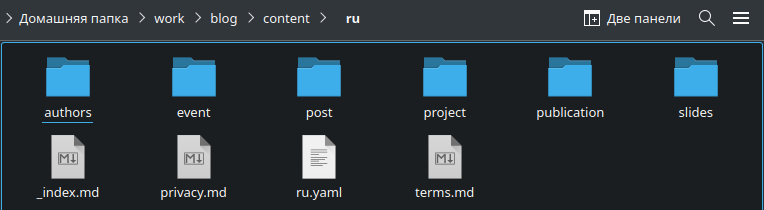 Домашняя папка > work > blog > content > ru Две панели
authors event post project publication slides
_index.md privacy.md ru.yaml terms.md